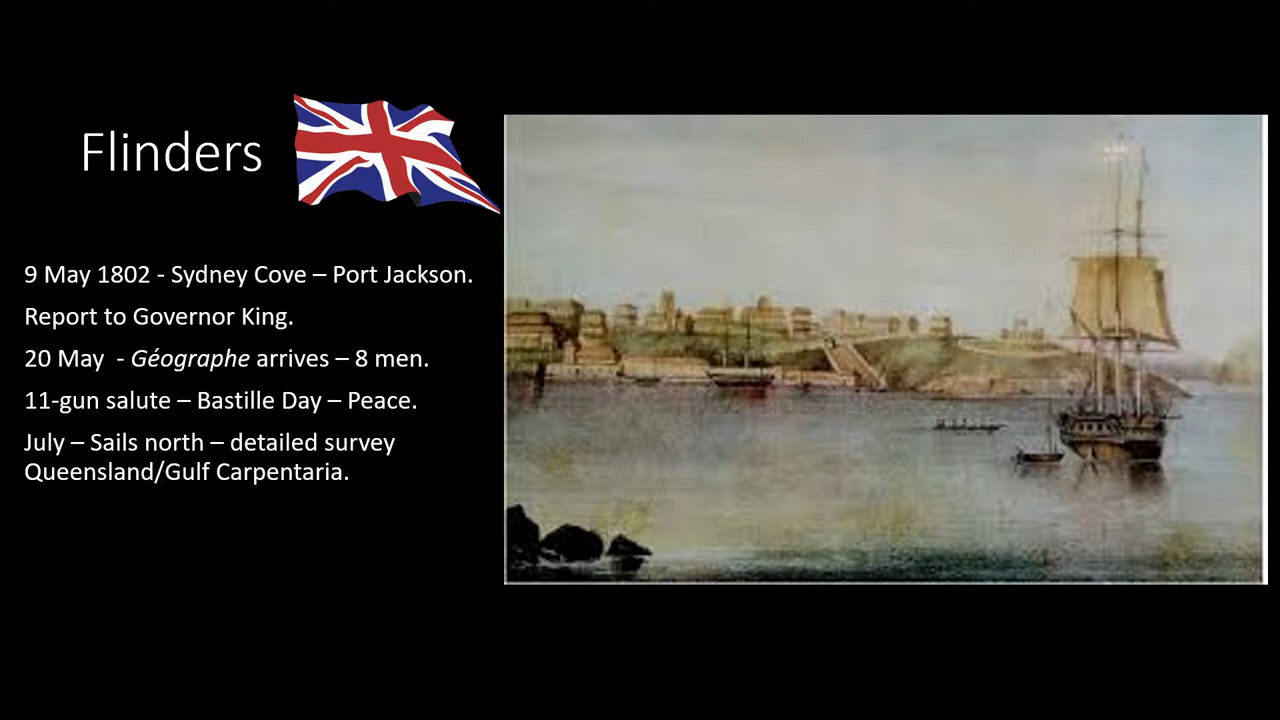 Flinders
9 May 1802 - Sydney Cove – Port Jackson.
Report to Governor King.
20 May  - Géographe arrives – 8 men.
11-gun salute – Bastille Day – Peace.
July – Sails north – detailed survey
Queensland/Gulf Carpentaria.